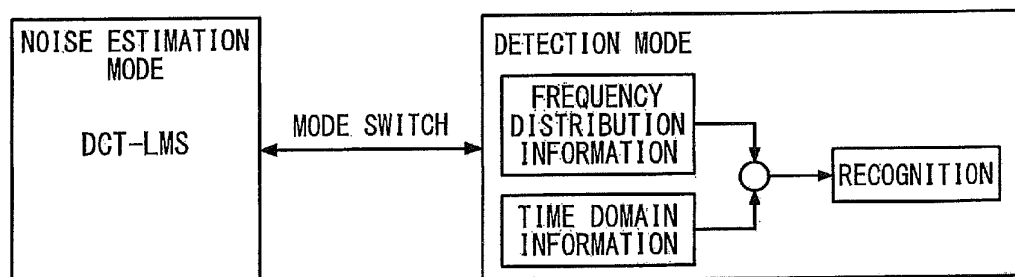 NOISE ESTIMATION
MODE
DCT-LMS
MODE SWITCH
DETECTION MODE
FREQUENCY
DISTRIBUTION
INFORMATION
TIME DOMAIN
INFORMATION
RECOGNITION